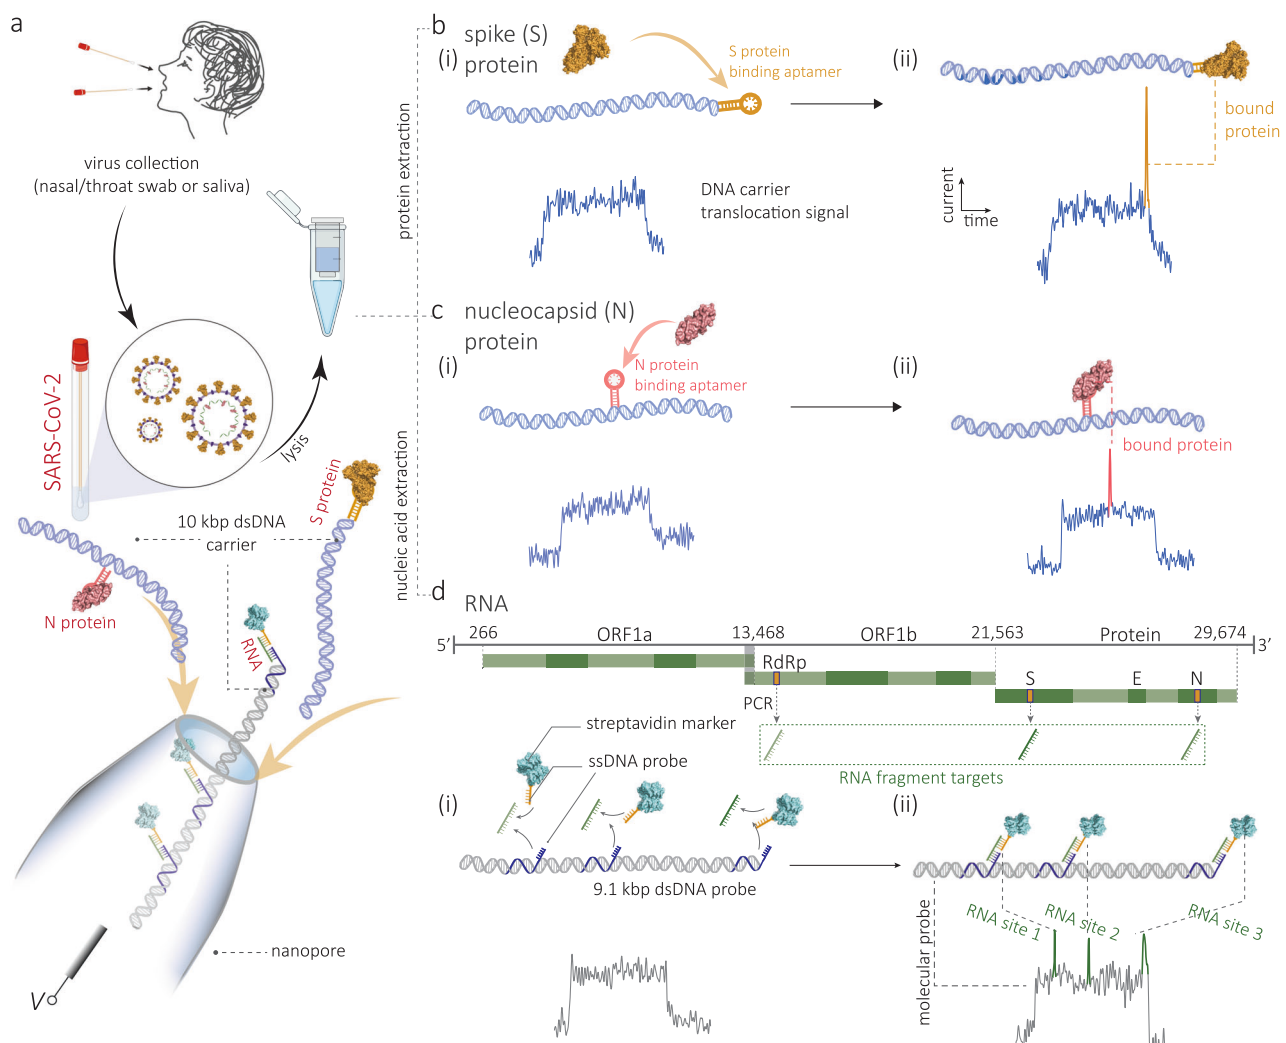 a
virus collection
(nasal/throat swab or saliva)
SARS-CoV-2
lysis
10 kbp dsDNA
carrier
S protein
N protein
RNA
nanopore
V
protein extraction
nucleic acid extraction
b
spike (S)
protein
(i)
S protein
binding aptamer
DNA carrier
translocation signal
(ii)
bound
protein
current
time
c
nucleocapsid (N)
protein
(i)
N protein
binding aptamer
(ii)
bound protein
d
RNA
5′
266
ORF1a
13,468
ORF1b
21,563
Protein
29,674
3′
RdRp
S
E
N
PCR
RNA fragment targets
streptavidin marker
ssDNA probe
(i)
9.1 kbp dsDNA probe
(ii)
molecular probe
RNA site 1
RNA site 2
RNA site 3